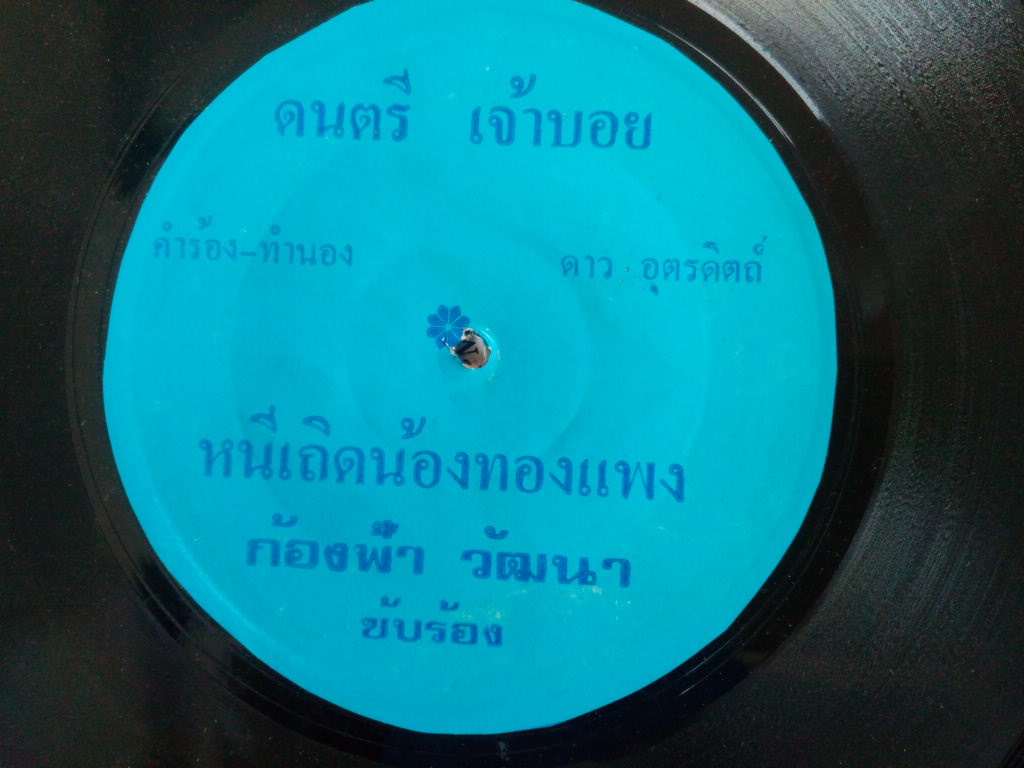 ดนตรี เจ้าบอย
คำร้อง-ทำนอง ดาว อุตรดิตถ์
หนีเถิดน้องทองแพง
ก้องฟ้า วัฒนา
ขับร้อง